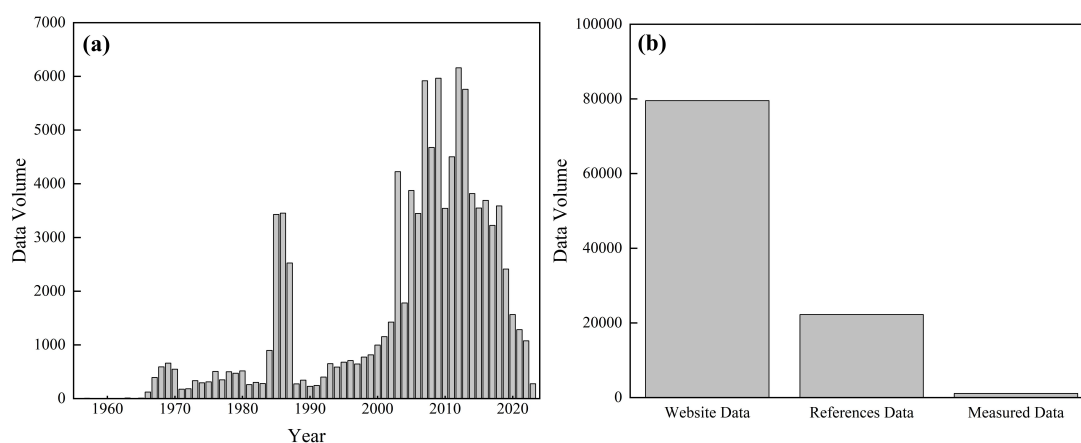 (a)
7000
6000
5000
4000
3000
2000
1000
0
Data Volume
1960 1970 1980 1990 2000 2010 2020
Year
(b)
100000
80000
60000
40000
20000
0
Data Volume
Website Data References Data Measured Data